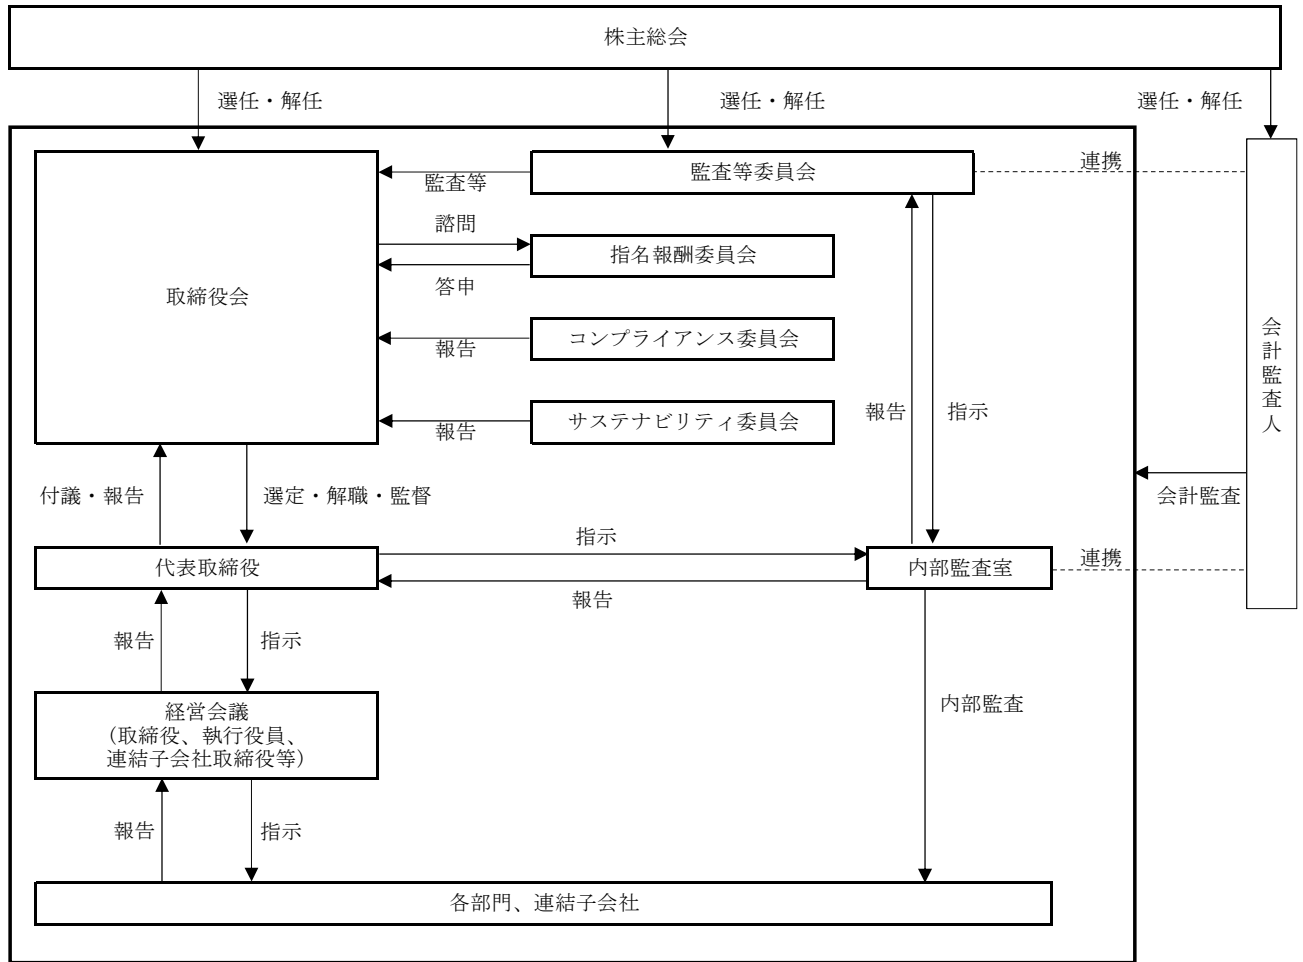 株主総会
選任・解任
選任・解任
選任・解任
監査等委員会
連携
監査等
諮問
指名報酬委員会
答申
取締役会
コンプライアンス委員会
報告
サステナビリティ委員会
報告
報告
指示
会計監査人
付議・報告
選定・解職・監督
会計監査
指示
代表取締役
内部監査室
連携
報告
報告
指示
内部監査
経営会議
(取締役、執行役員、
連結子会社取締役等)
報告
指示
各部門、連結子会社